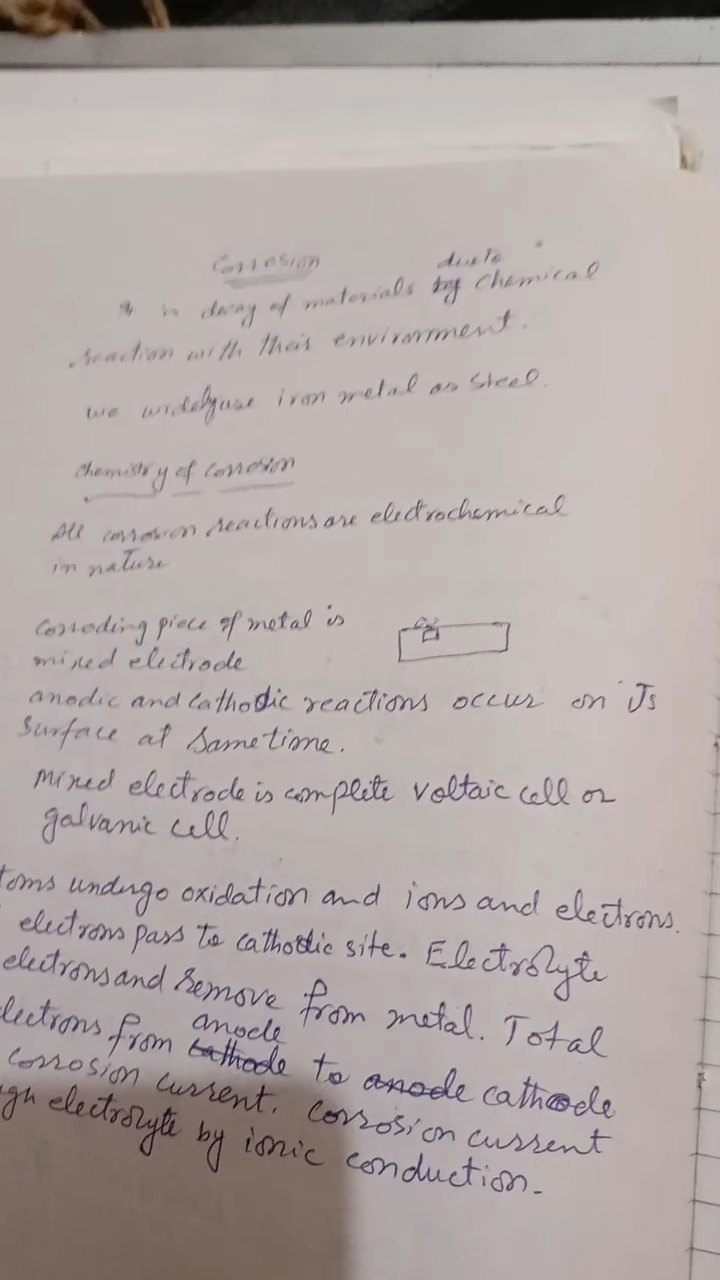 Corrosion
It is decay of materials due to by chemical
reaction with their environment.
we widely use iron metal as steel.
Chemistry of corrosion
All corrosion reactions are electrochemical
in nature
Corroding piece of metal is
mixed electrode
anodic and cathodic reactions occur on Its
surface at same time.
Mixed electrode is complete voltaic cell or
galvanic cell.
toms undergo oxidation and ions and electrons.
electrons pass to cathodic site. Electrolyte
electrons and remove from metal. Total
lectrons from cathode anode to anode cathode
corrosion current. Corrosion current
gh electrolyte by ionic conduction.